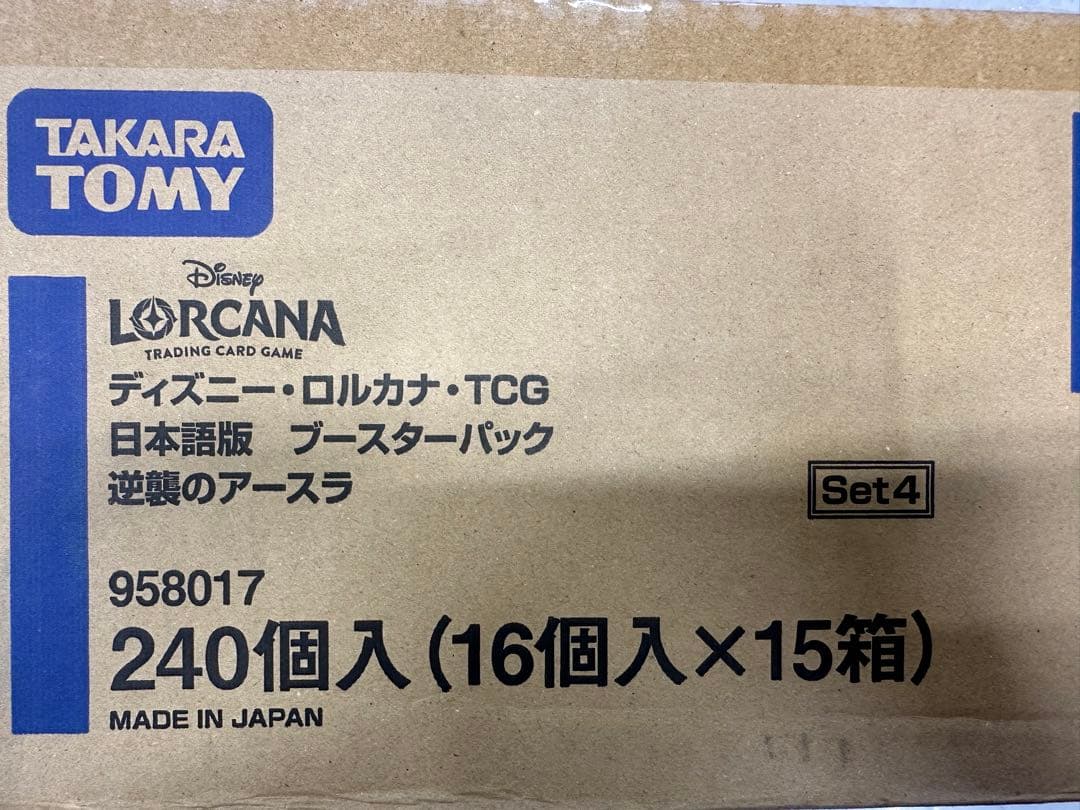 TAKARA
TOMY
Disney
LORCANA
TRADING CARD GAME
ディズニー・ロルカナ・TCG
日本語版　ブースターパック
逆襲のアースラ
Set4
958017
240個入(16個入×15箱)
MADE IN JAPAN